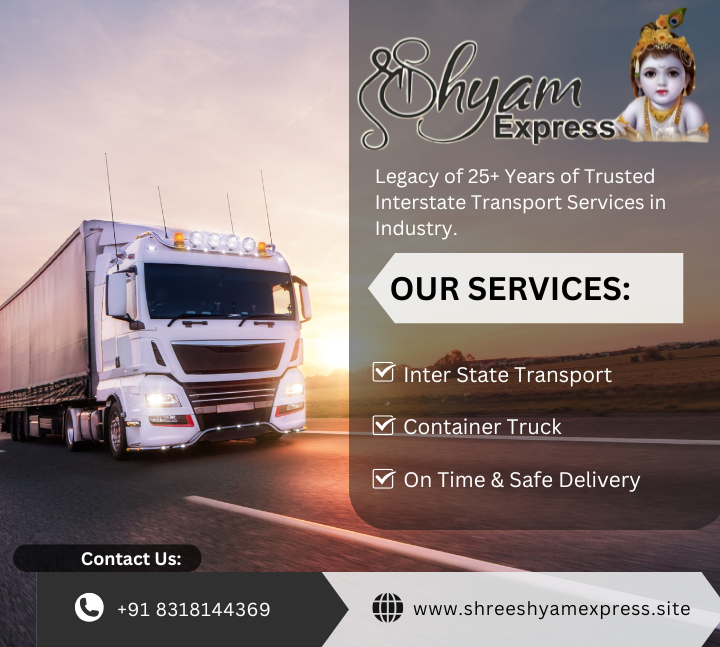 श्री Shyam
Express
Legacy of 25+ Years of Trusted
Interstate Transport Services in
Industry.
OUR SERVICES:
Inter State Transport
Container Truck
On Time & Safe Delivery
Contact Us:
+91 8318144369
www.shreeshyamexpress.site